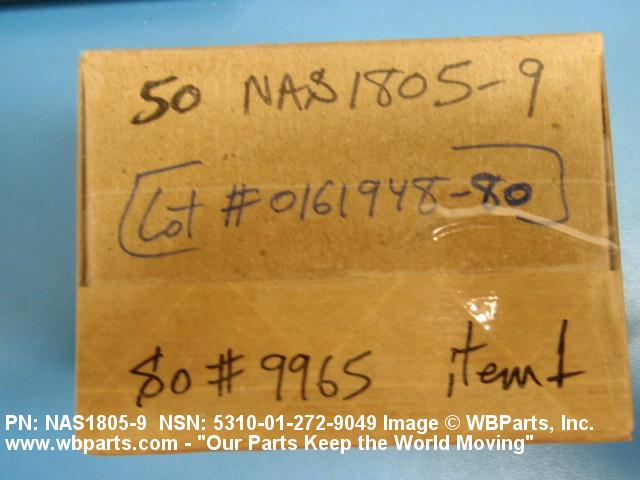 50 NAS1805-9
Lot # 0161948-80
so # 9965 item 1
PN: NAS1805-9 NSN: 5310-01-272-9049 Image © WBParts, Inc.
www.wbparts.com - "Our Parts Keep the World Moving"